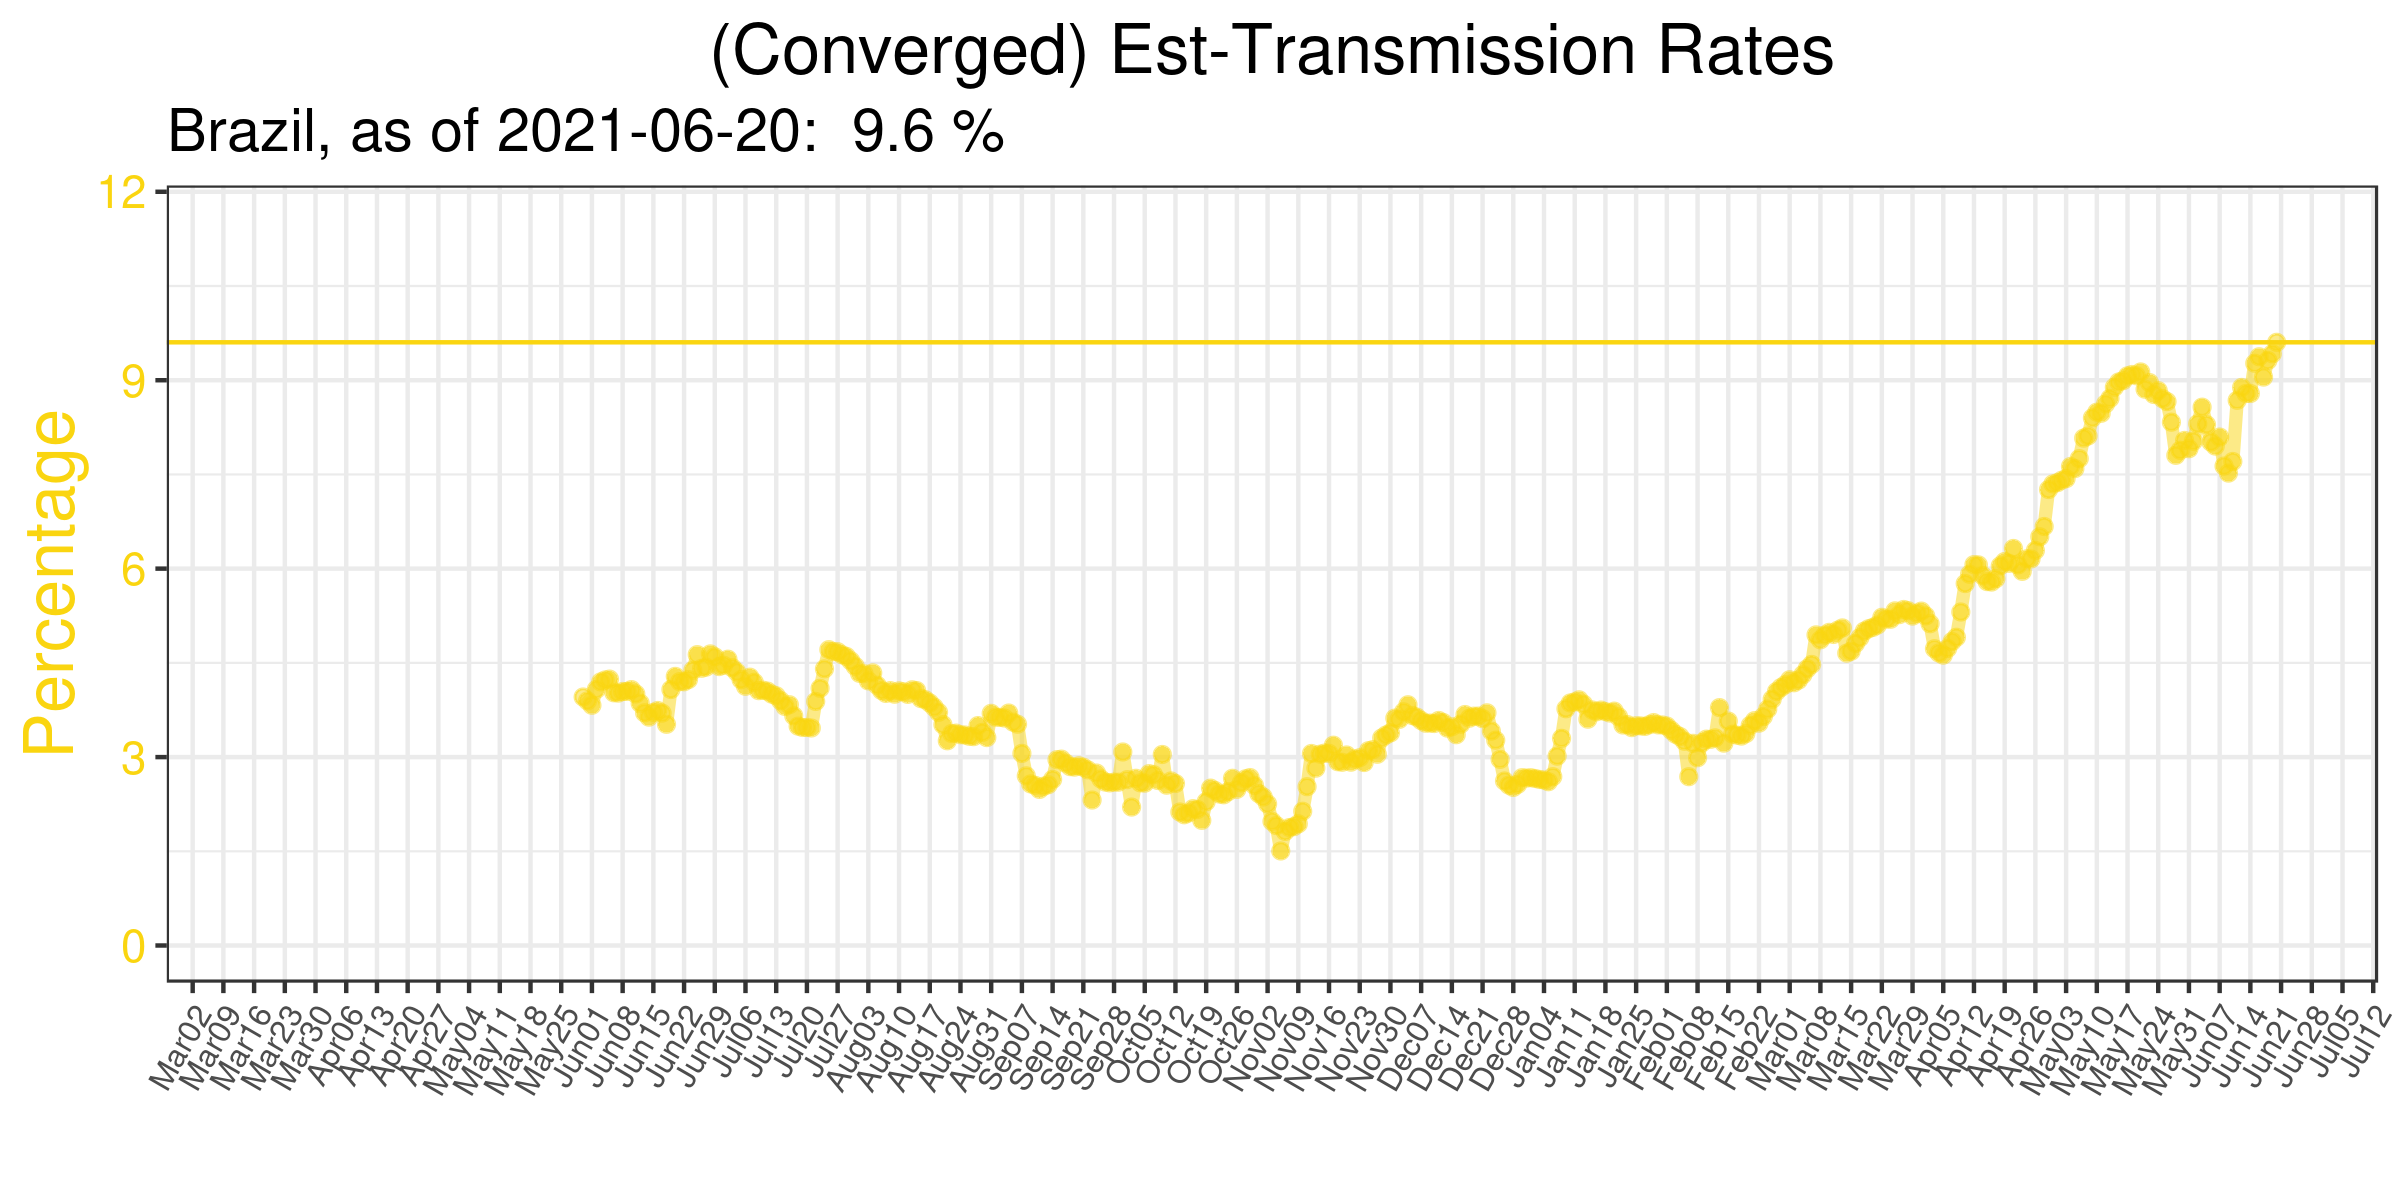 (Converged) Est-Transmission Rates
Brazil, as of 2021-06-20:  9.6 %
Percentage
12
9
6
3
0
Mar02
Mar09
Mar16
Mar23
Mar30
Apr06
Apr13
Apr20
Apr27
May04
May11
May18
May25
Jun01
Jun08
Jun15
Jun22
Jun29
Jul06
Jul13
Jul20
Jul27
Aug03
Aug10
Aug17
Aug24
Aug31
Sep07
Sep14
Sep21
Sep28
Oct05
Oct12
Oct19
Oct26
Nov02
Nov09
Nov16
Nov23
Nov30
Dec07
Dec14
Dec21
Dec28
Jan04
Jan11
Jan18
Jan25
Feb01
Feb08
Feb15
Feb22
Mar01
Mar08
Mar15
Mar22
Mar29
Apr05
Apr12
Apr19
Apr26
May03
May10
May17
May24
May31
Jun07
Jun14
Jun21
Jun28
Jul05
Jul12